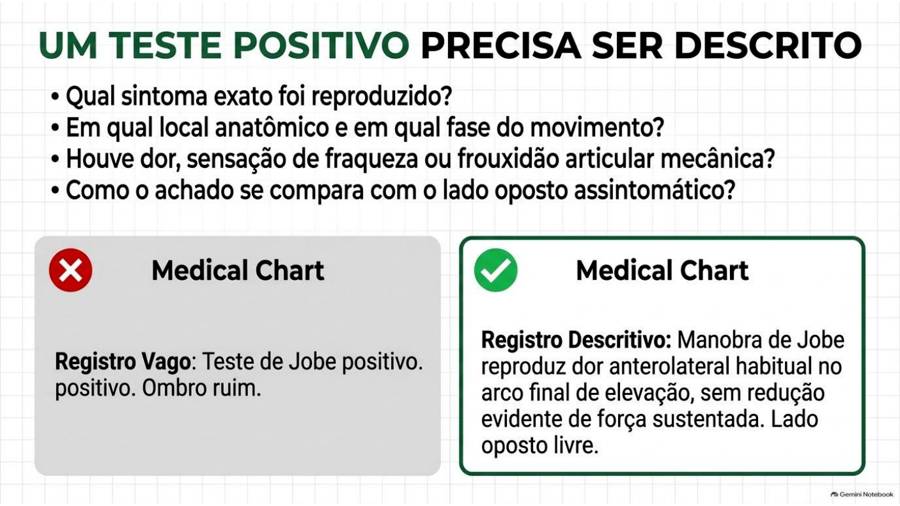 UM TESTE POSITIVO PRECISA SER DESCRITO
• Qual sintoma exato foi reproduzido?
• Em qual local anatômico e em qual fase do movimento?
• Houve dor, sensação de fraqueza ou frouxidão articular mecânica?
• Como o achado se compara com o lado oposto assintomático?
Medical Chart
Registro Vago: Teste de Jobe positivo.
positivo. Ombro ruim.
Medical Chart
Registro Descritivo: Manobra de Jobe
reproduz dor anterolateral habitual no
arco final de elevação, sem redução
evidente de força sustentada. Lado
oposto livre.
Gemini Notebook